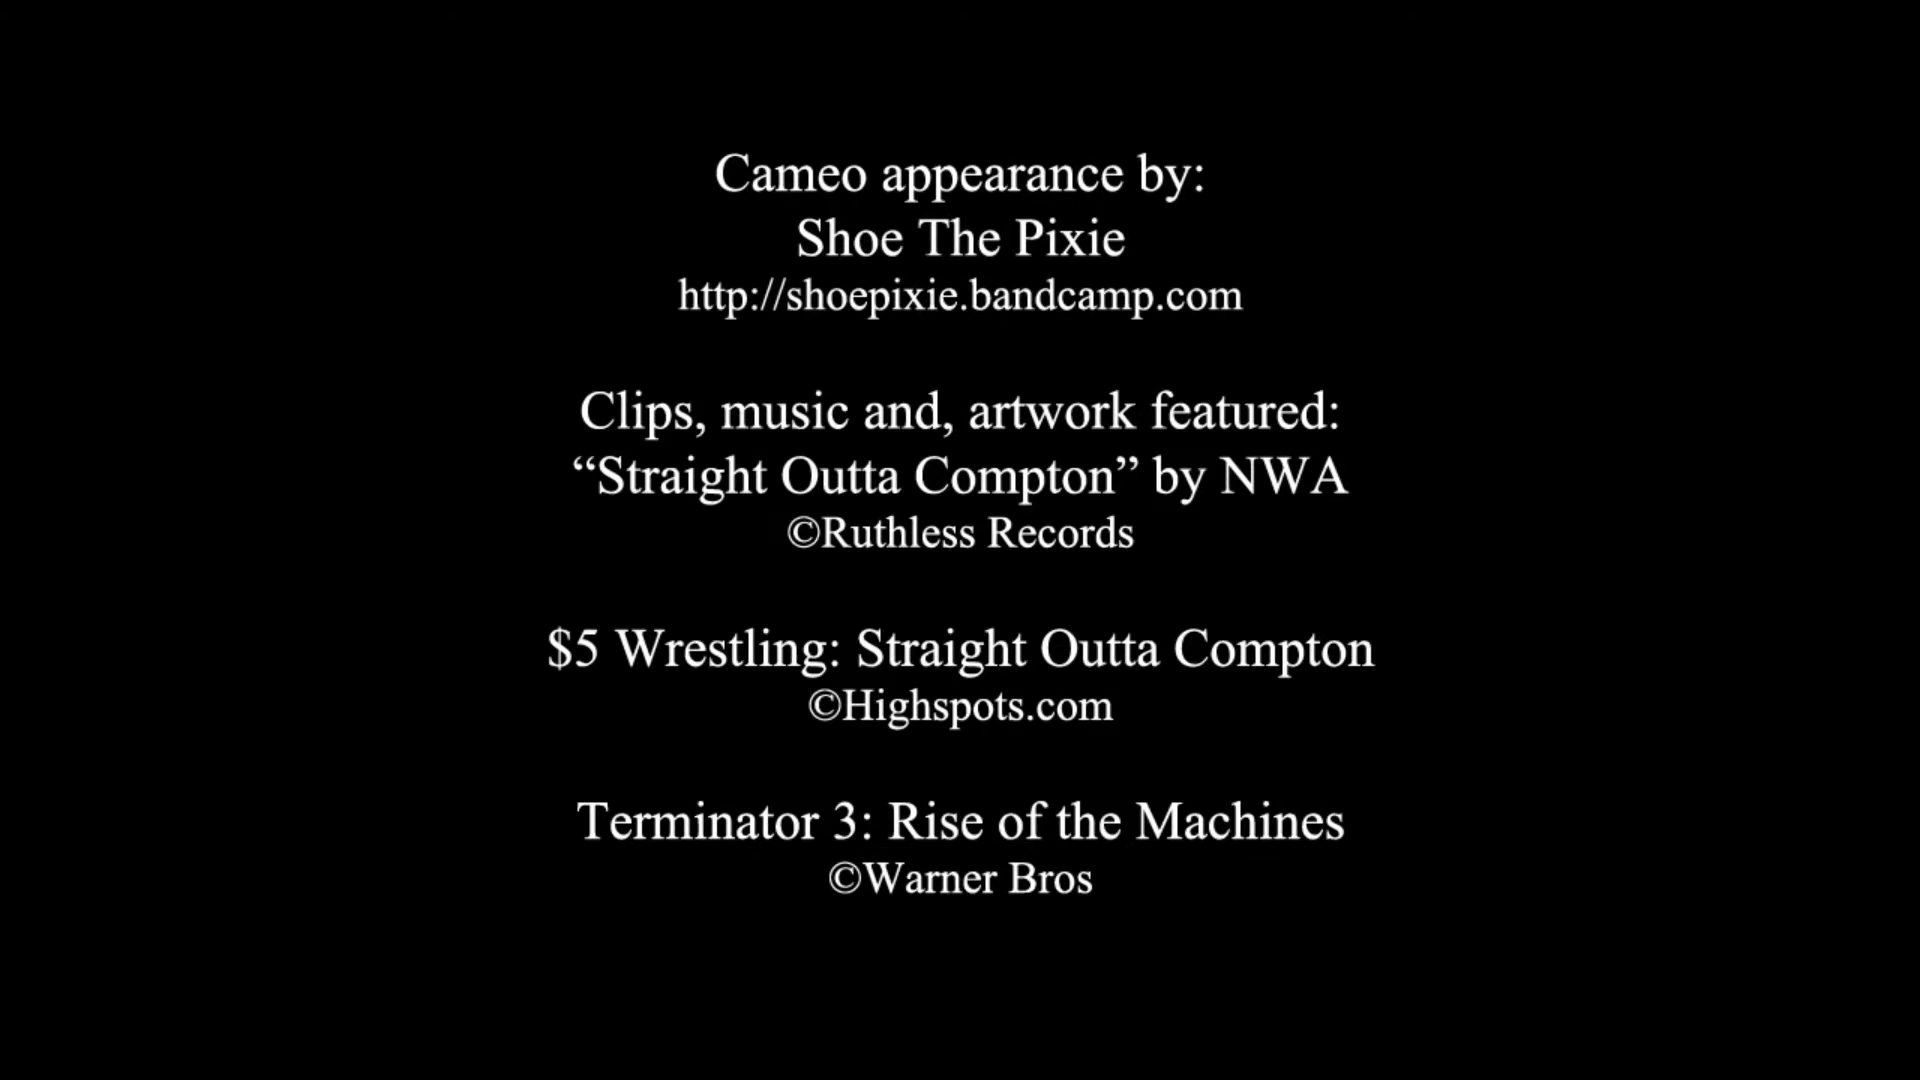 Cameo appearance by:
Shoe The Pixie
http://shoepixie.bandcamp.com
Clips, music and, artwork featured:
“Straight Outta Compton” by NWA
©Ruthless Records
$5 Wrestling: Straight Outta Compton
©Highspots.com
Terminator 3: Rise of the Machines
©Warner Bros